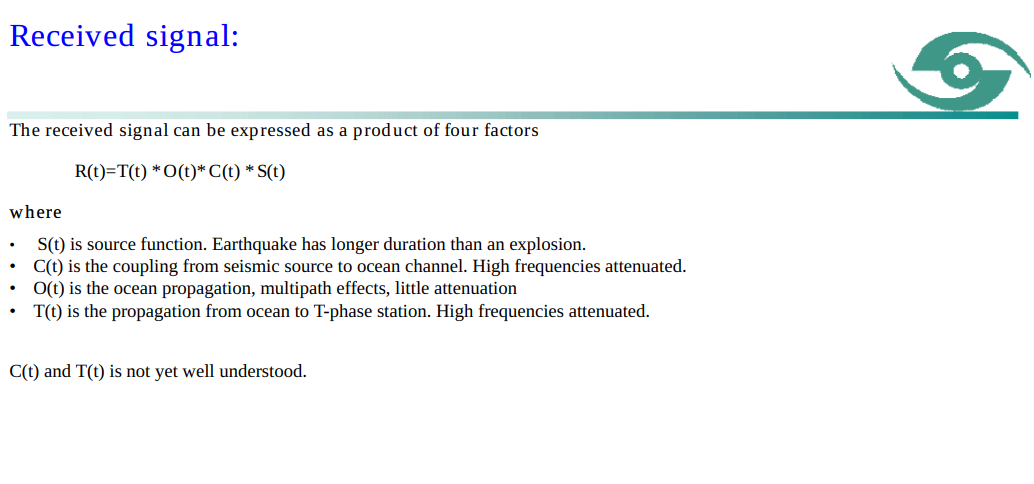 Received signal:
The received signal can be expressed as a product of four factors
R(t)=T(t) * O(t)* C(t) * S(t)
where
• S(t) is source function. Earthquake has longer duration than an explosion.
• C(t) is the coupling from seismic source to ocean channel. High frequencies attenuated.
• O(t) is the ocean propagation, multipath effects, little attenuation
• T(t) is the propagation from ocean to T-phase station. High frequencies attenuated.
C(t) and T(t) is not yet well understood.